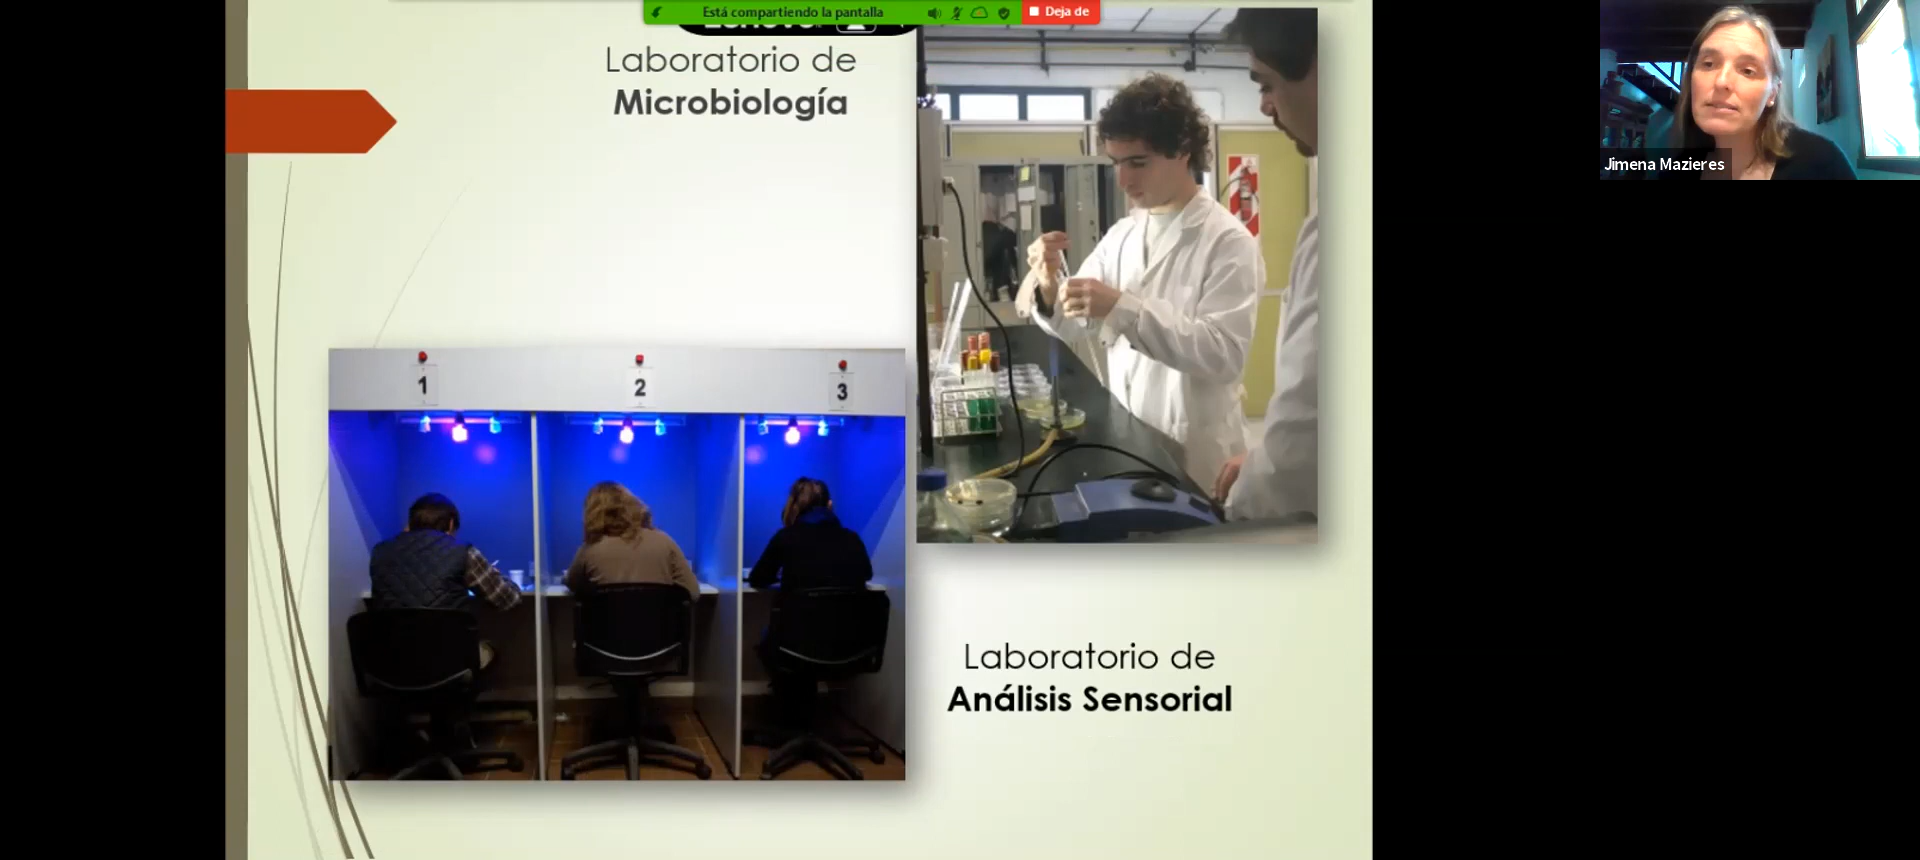 Está compartiendo la pantalla
Deja de
Laboratorio de
Microbiología
Jimena Mazieres
1
2
3
Laboratorio de
Análisis Sensorial